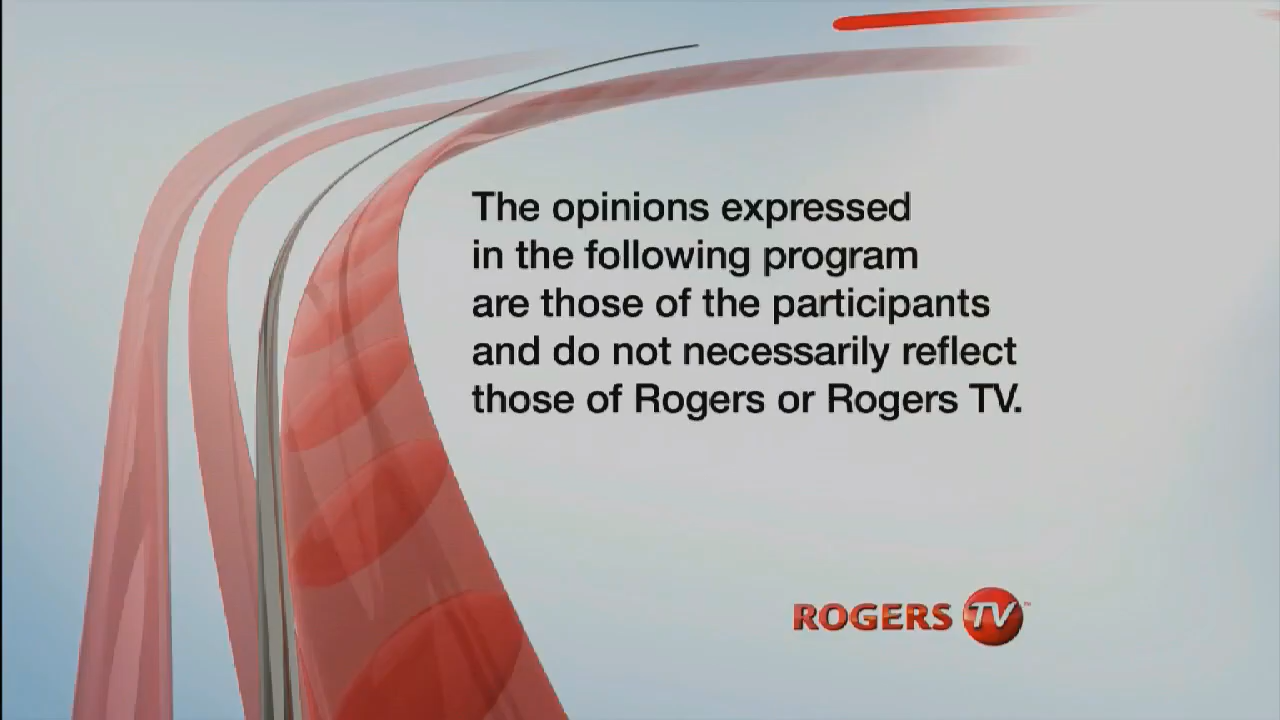 The opinions expressed
in the following program
are those of the participants
and do not necessarily reflect
those of Rogers or Rogers TV.
ROGERS TV™